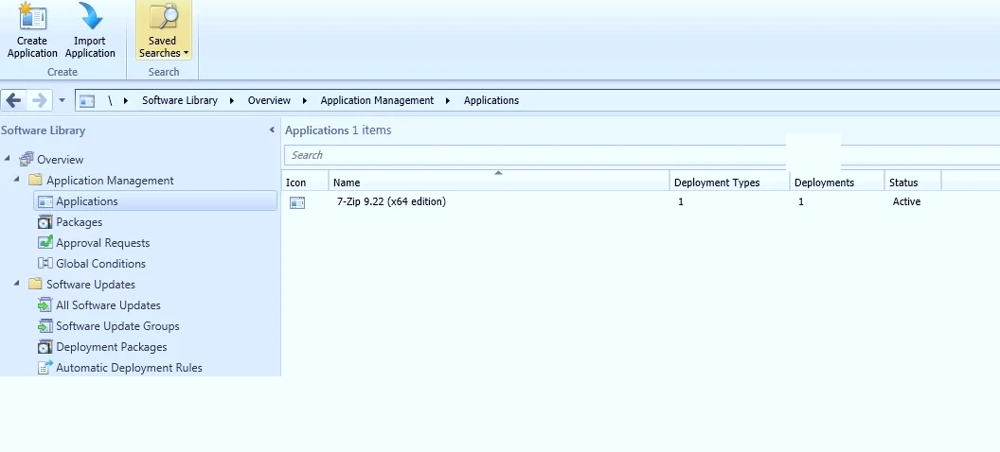 Create Application
Import Application
Saved Searches
Create
Search
\ Software Library Overview Application Management Applications
Software Library
Overview
Application Management
Applications
Packages
Approval Requests
Global Conditions
Software Updates
All Software Updates
Software Update Groups
Deployment Packages
Automatic Deployment Rules
Applications 1 items
Search
Icon Name Deployment Types Deployments Status
7-Zip 9.22 (x64 edition) 1 1 Active